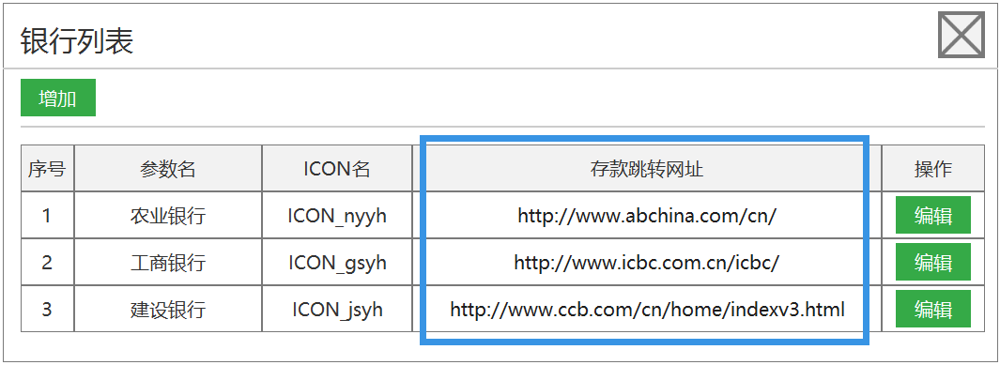 银行列表
增加
序号 参数名 ICON名 存款跳转网址 操作
1 农业银行 ICON_nyyh http://www.abchina.com/cn/ 编辑
2 工商银行 ICON_gsyh http://www.icbc.com.cn/icbc/ 编辑
3 建设银行 ICON_jsyh http://www.ccb.com/cn/home/indexv3.html 编辑